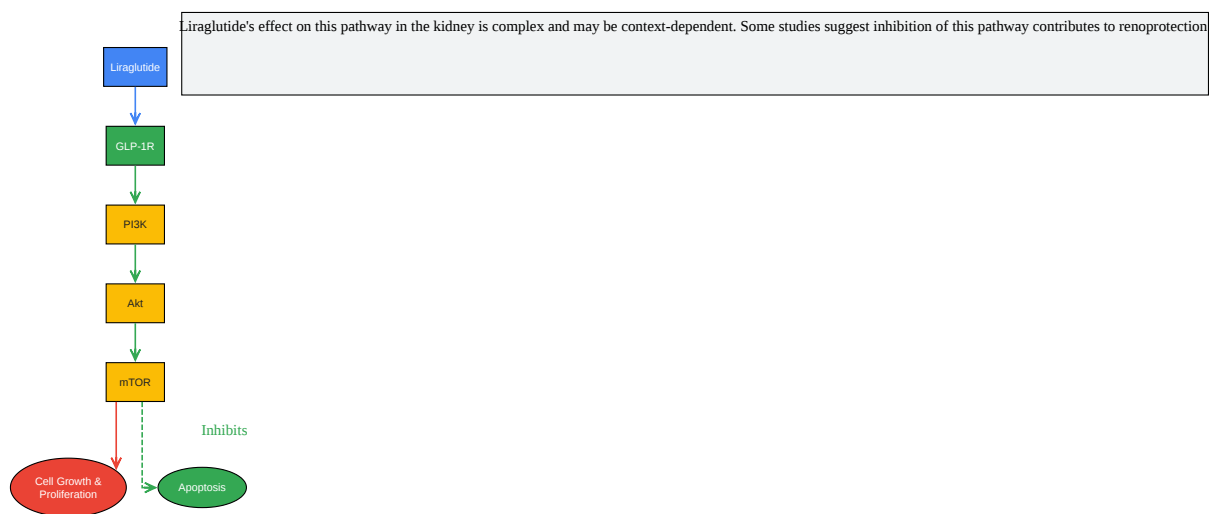 Liraglutide's effect on this pathway in the kidney is complex and may be context-dependent. Some studies suggest inhibition of this pathway contributes to renoprotection
Liraglutide
GLP-1R
PI3K
Akt
mTOR
Inhibits
Cell Growth &
Proliferation
Apoptosis